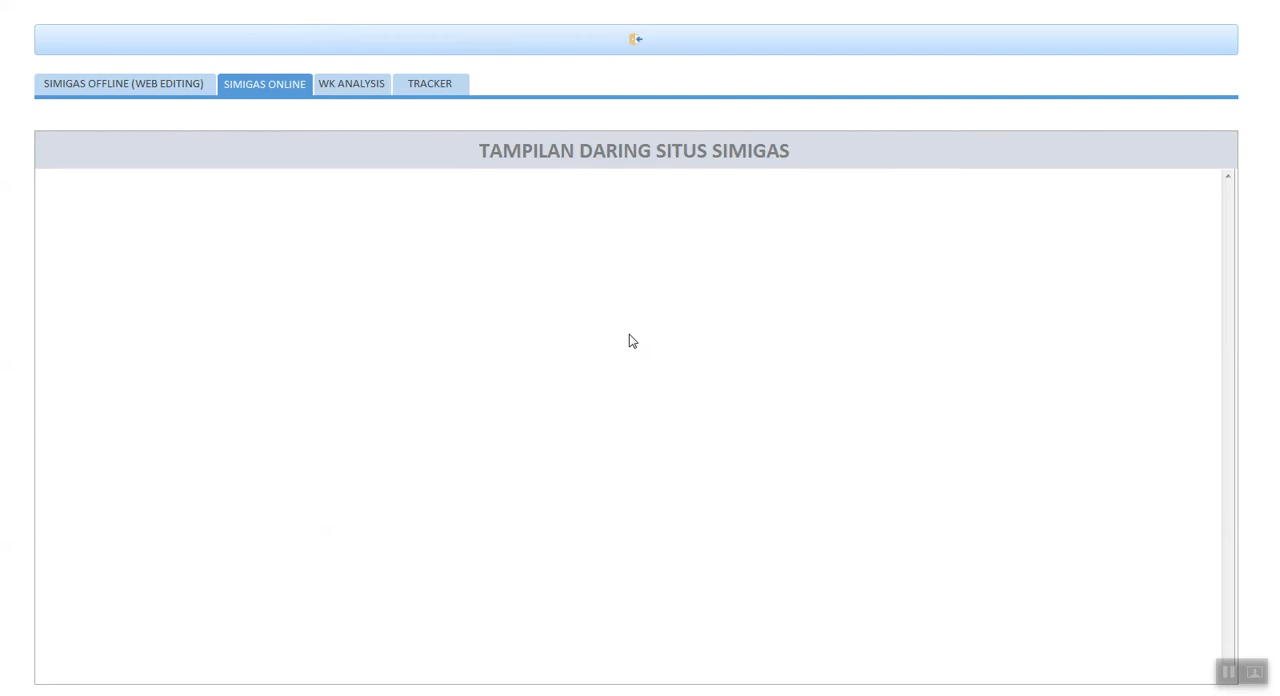 SIMIGAS OFFLINE (WEB EDITING) SIMIGAS ONLINE WK ANALYSIS TRACKER
TAMPILAN DARING SITUS SIMIGAS